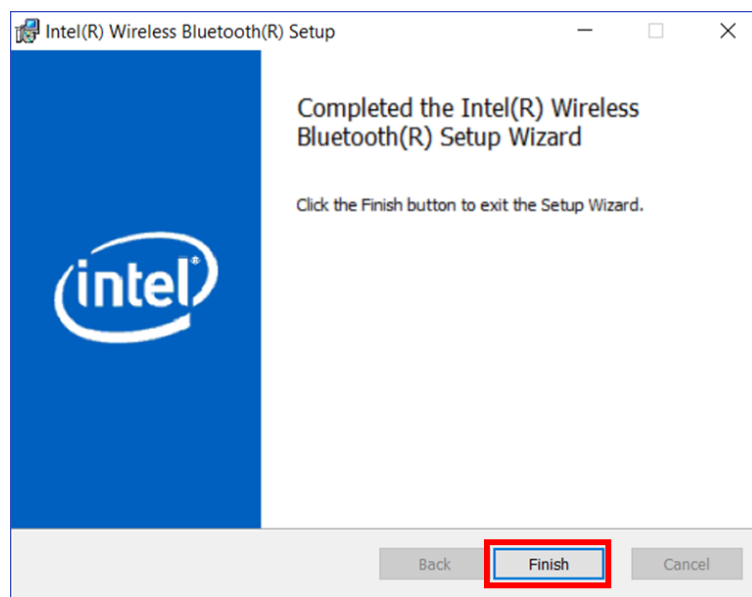 Intel(R) Wireless Bluetooth(R) Setup
Completed the Intel(R) Wireless
Bluetooth(R) Setup Wizard
Click the Finish button to exit the Setup Wizard.
intel®
Back
Finish
Cancel